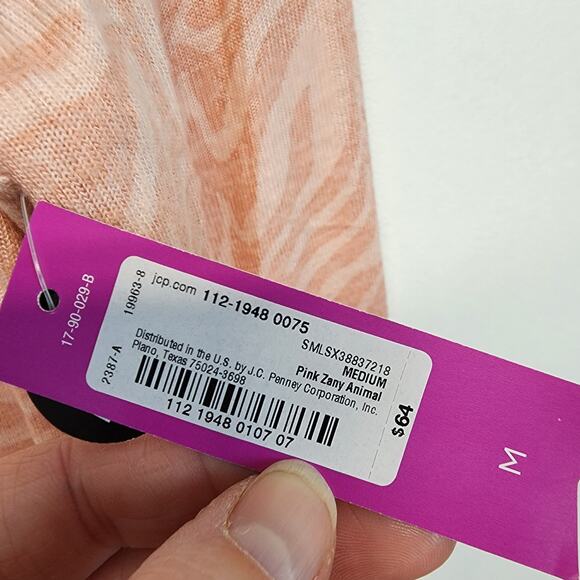 17-90-029-B
2387-A
19963-8
jcp.com 112-1948 0075
SMLSX38837218
MEDIUM
Pink Zany Animal
Distributed in the U.S. by J.C. Penney Corporation, Inc.
Plano, Texas 75024-3698
112 1948 0107 07
$64
M